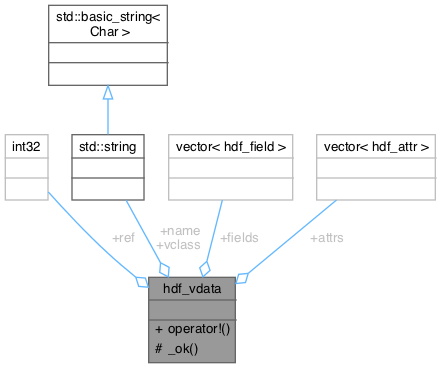 std::basic_string<
Char >
int32
std::string
vector< hdf_field >
vector< hdf_attr >
+ref
+name
+vclass
+fields
+attrs
hdf_vdata
+ operator!()
# _ok()